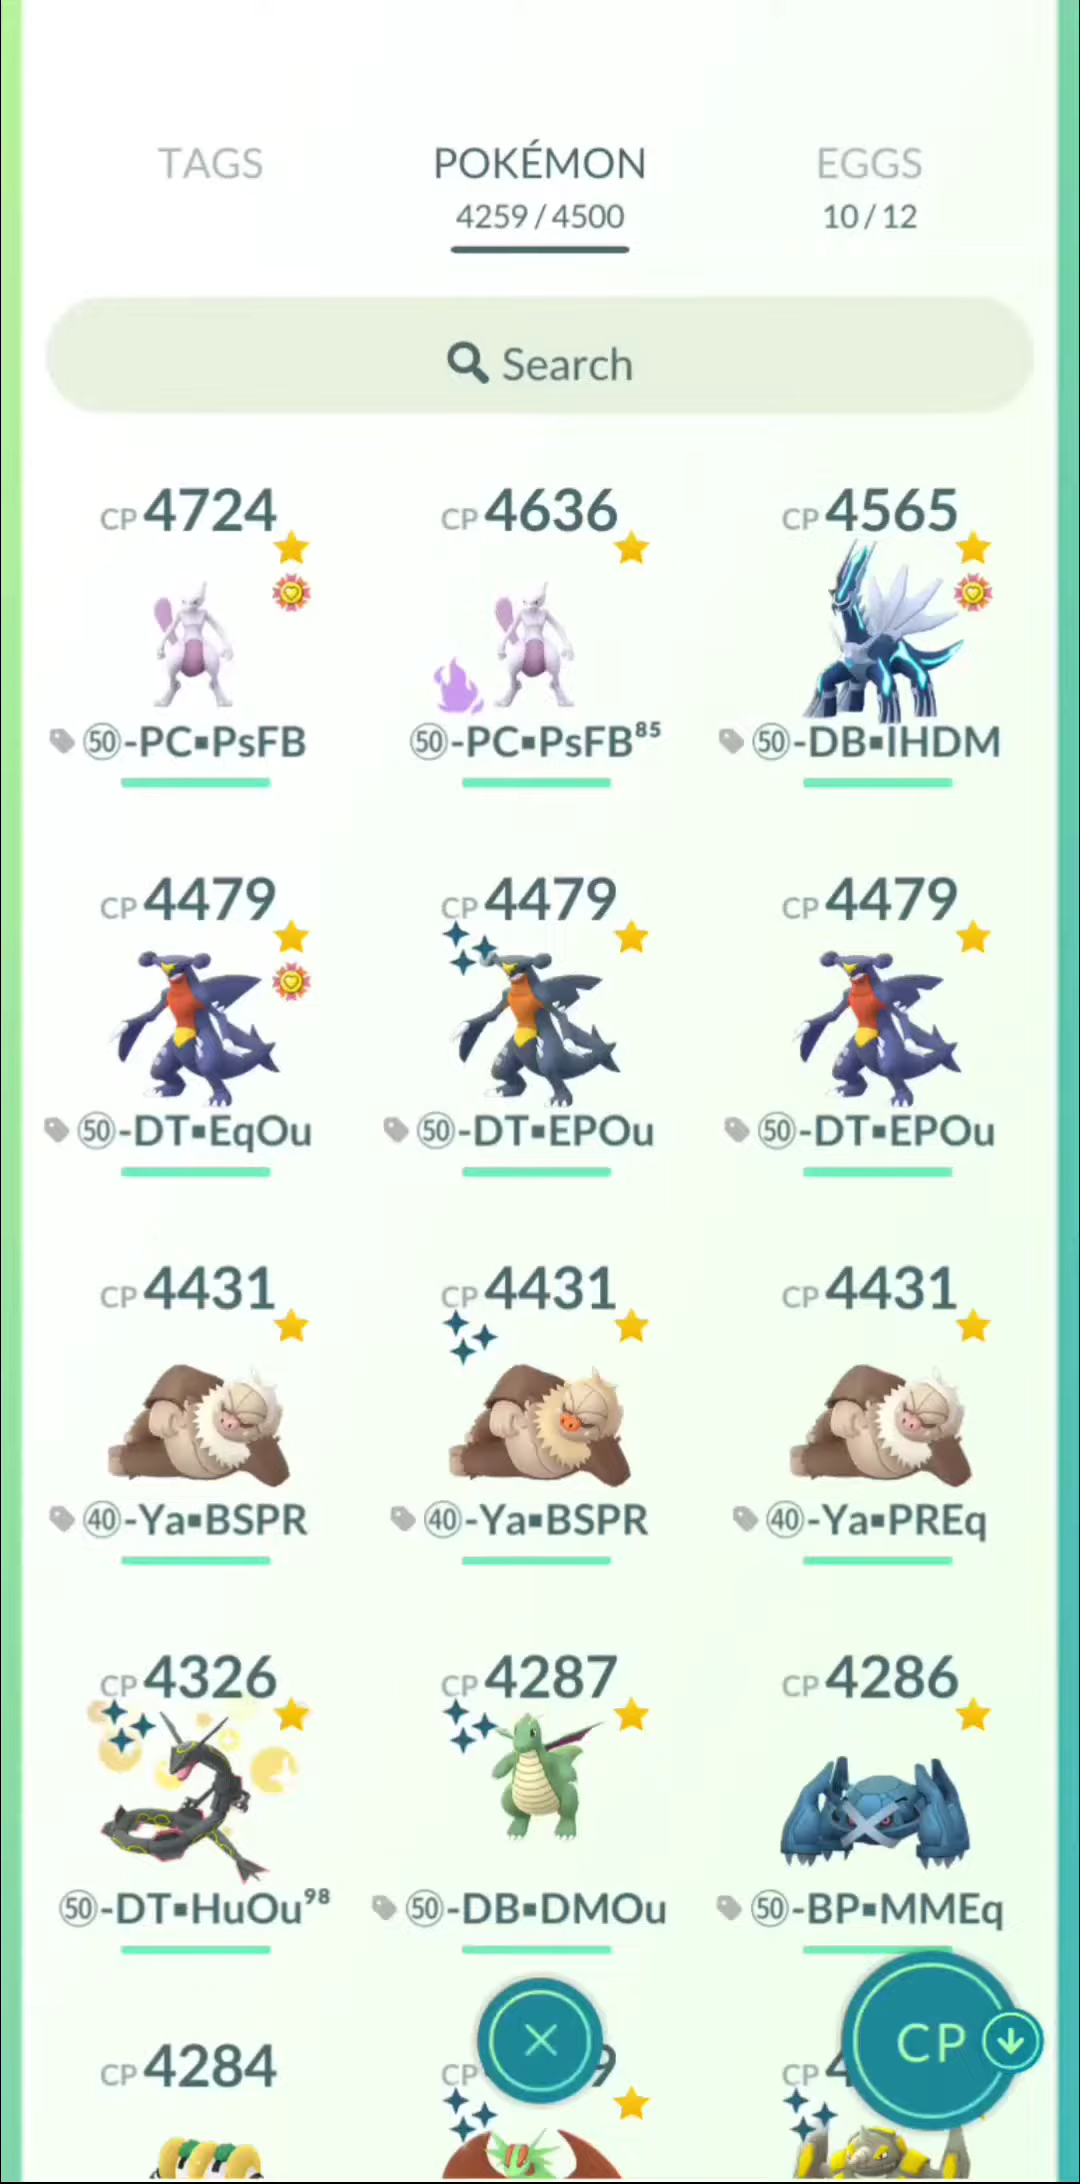 TAGS POKÉMON EGGS
4259 / 4500 10 / 12
Search
CP 4724 CP 4636 CP 4565
㊿-PC▪PsFB ㊿-PC▪PsFB⁸⁵ ㊿-DB▪IHDM
CP 4479 CP 4479 CP 4479
㊿-DT▪EqOu ㊿-DT▪EPOu ㊿-DT▪EPOu
CP 4431 CP 4431 CP 4431
㊵-Ya▪BSPR ㊵-Ya▪BSPR ㊵-Ya▪PREq
CP 4326 CP 4287 CP 4286
㊿-DT▪HuOu⁹⁸ ㊿-DB▪DMOu ㊿-BP▪MMEq
CP 4284 CP CP
CP